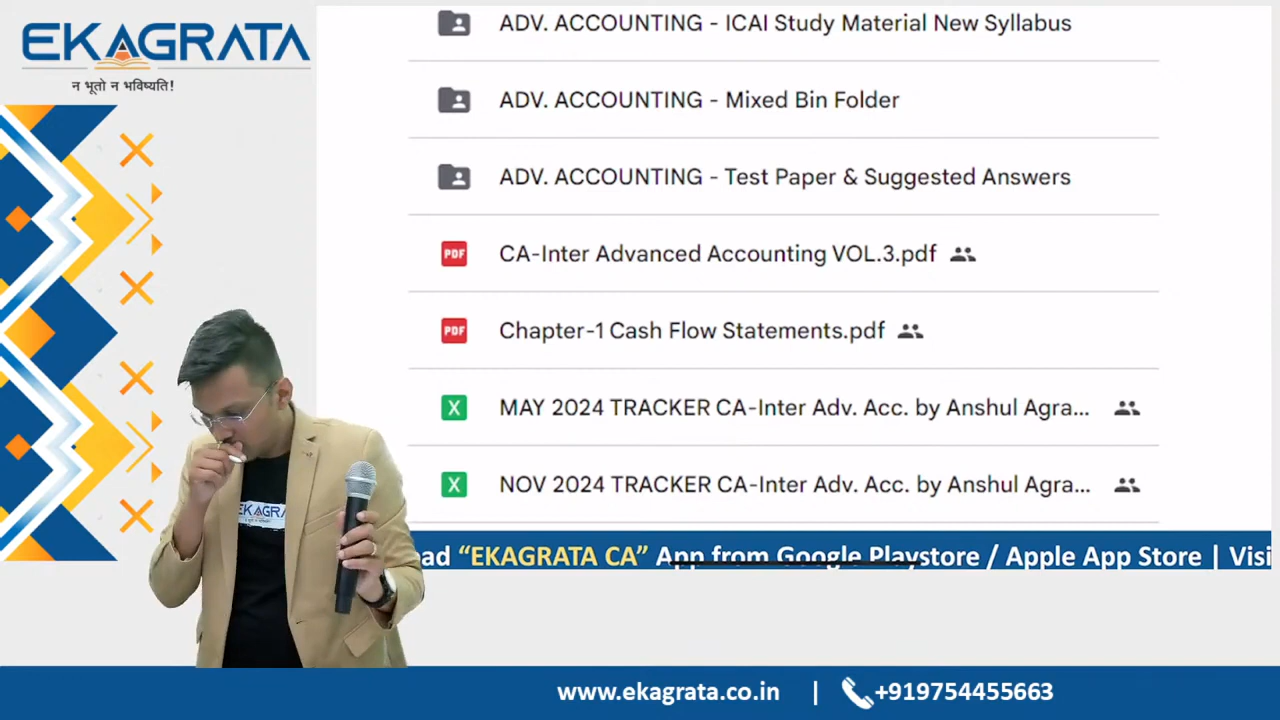 EKAGRATA
न भूतो न भविष्यति!
ADV. ACCOUNTING - ICAI Study Material New Syllabus
ADV. ACCOUNTING - Mixed Bin Folder
ADV. ACCOUNTING - Test Paper & Suggested Answers
PDF CA-Inter Advanced Accounting VOL.3.pdf
PDF Chapter-1 Cash Flow Statements.pdf
X MAY 2024 TRACKER CA-Inter Adv. Acc. by Anshul Agra...
X NOV 2024 TRACKER CA-Inter Adv. Acc. by Anshul Agra...
EKAGRA
oad “EKAGRATA CA” App from Google Playstore / Apple App Store | Visi
www.ekagrata.co.in | +919754455663